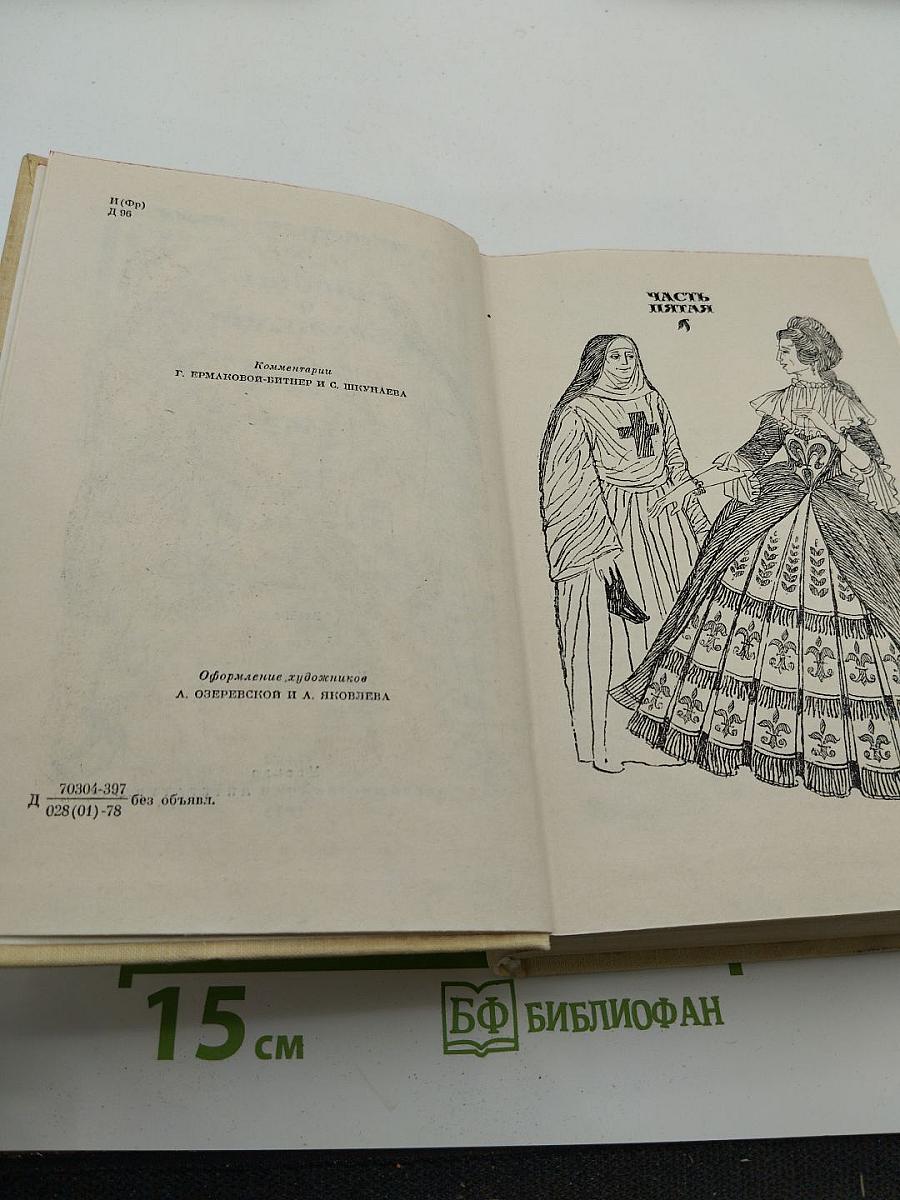 И(Фр)
Д 96
Комментарии
Г. ЕРМАКОВОЙ-БИТНЕР И С. ШКУНАЕВА
Оформление художников
А. ОЗЕРЕВСКОЙ И А. ЯКОВЛЕВА
Д 70304-397
028(01)-78 без объявл.
ЧАСТЬ
ПЯТАЯ
15 см
БФ БИБЛИОФАН